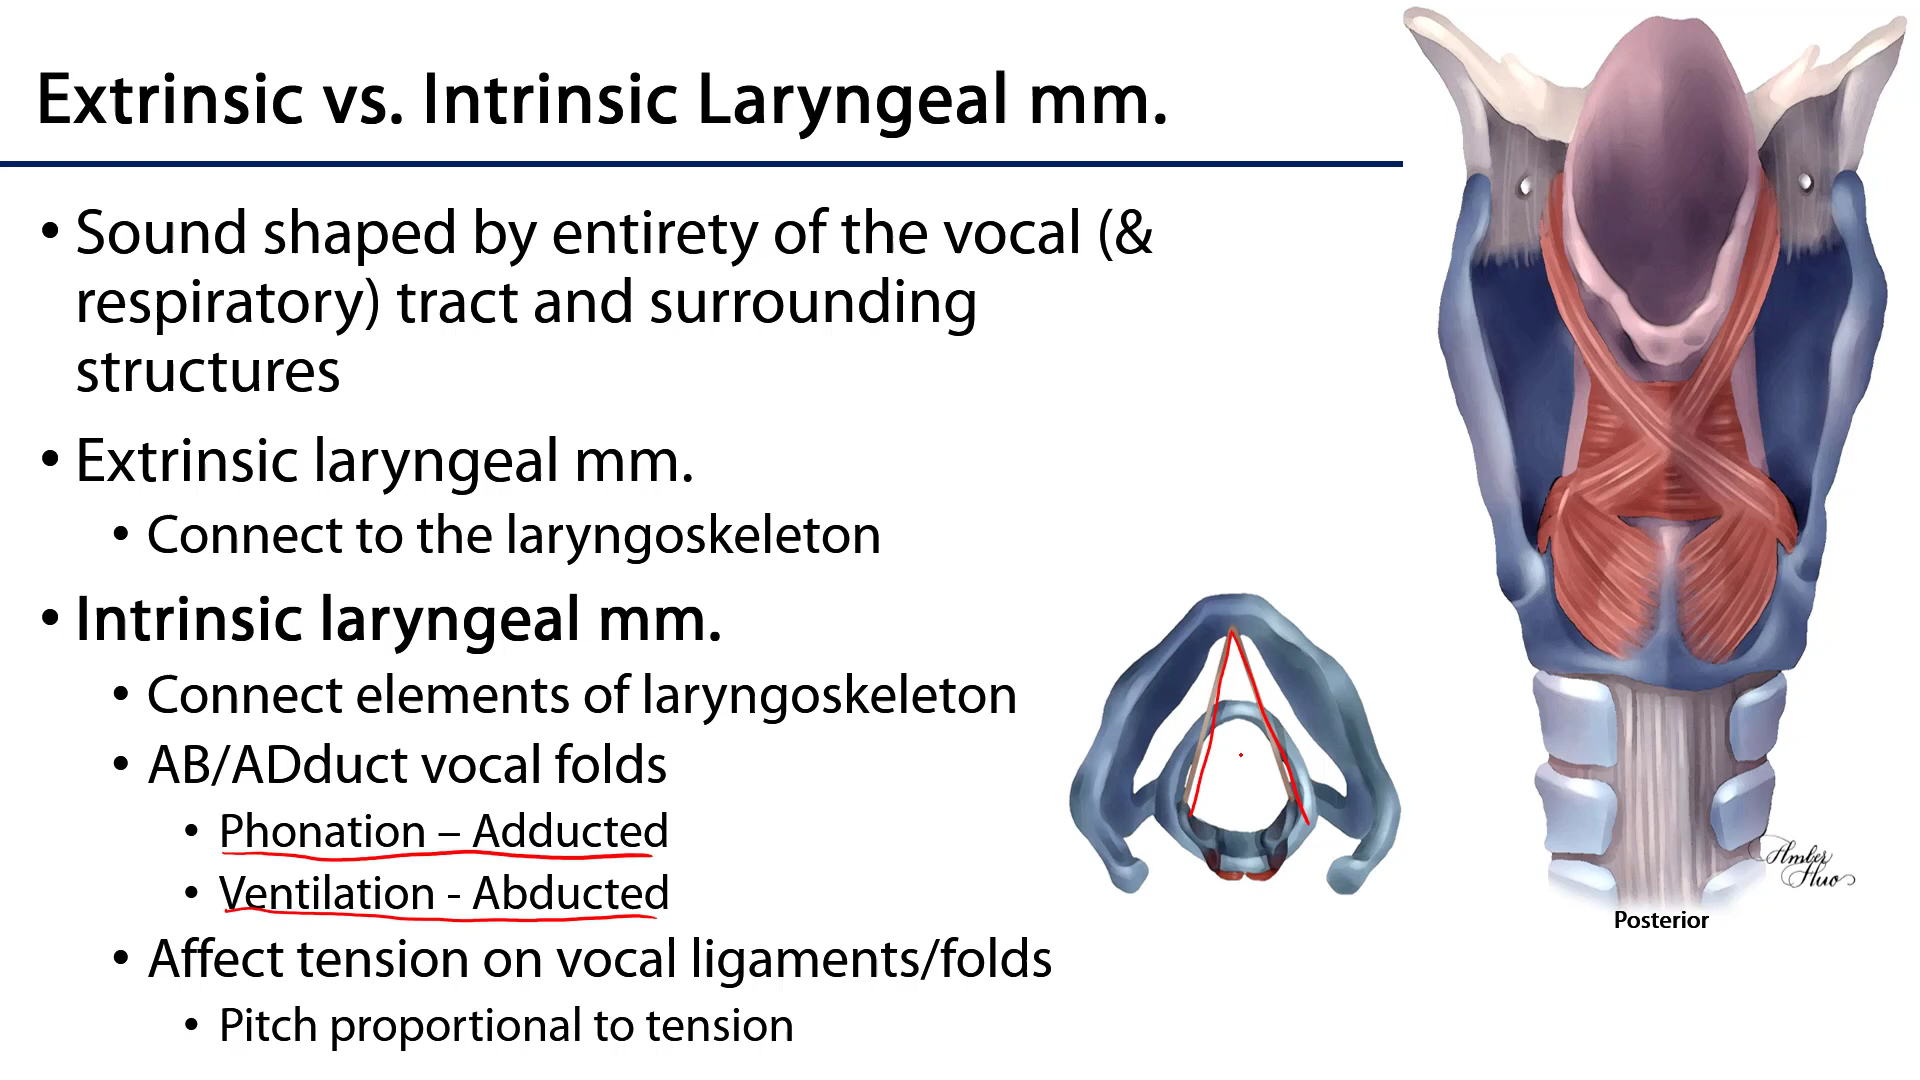 Extrinsic vs. Intrinsic Laryngeal mm.
• Sound shaped by entirety of the vocal (&
respiratory) tract and surrounding
structures
• Extrinsic laryngeal mm.
• Connect to the laryngoskeleton
• Intrinsic laryngeal mm.
• Connect elements of laryngoskeleton
• AB/ADduct vocal folds
• Phonation – Adducted
• Ventilation - Abducted
• Affect tension on vocal ligaments/folds
• Pitch proportional to tension
Amber
Huo
Posterior